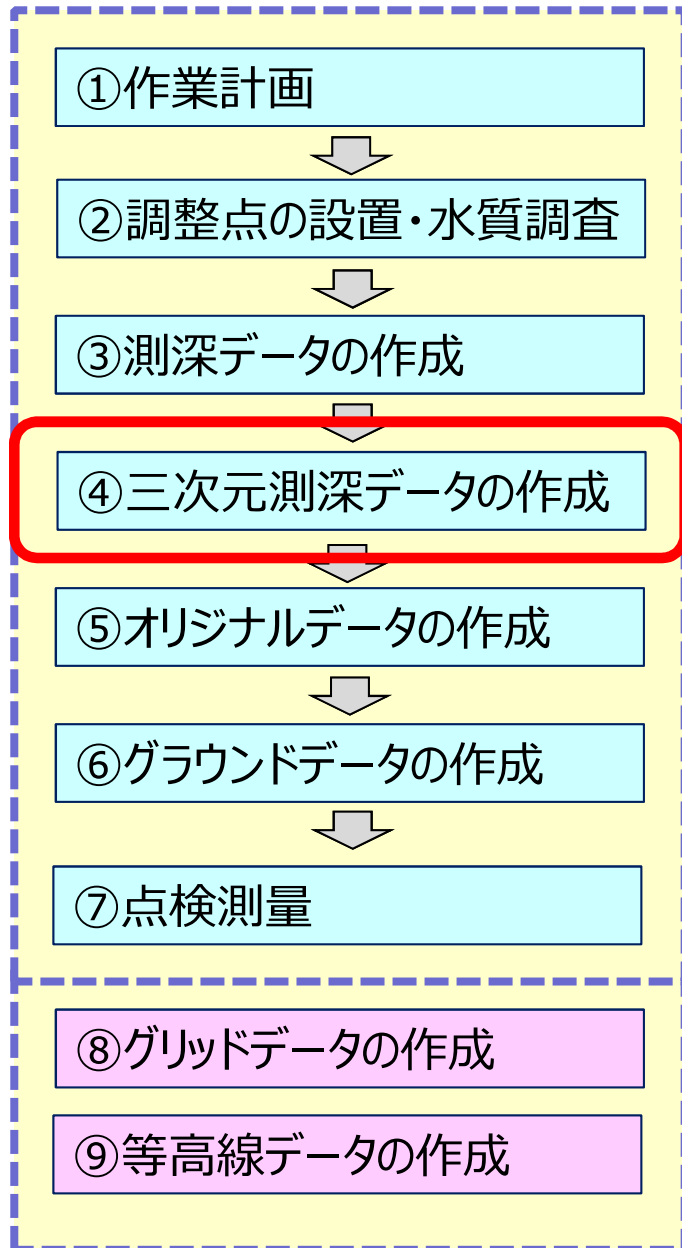 ①作業計画
②調整点の設置・水質調査
③測深データの作成
④三次元測深データの作成
⑤オリジナルデータの作成
⑥グラウンドデータの作成
⑦点検測量
⑧グリッドデータの作成
⑨等高線データの作成